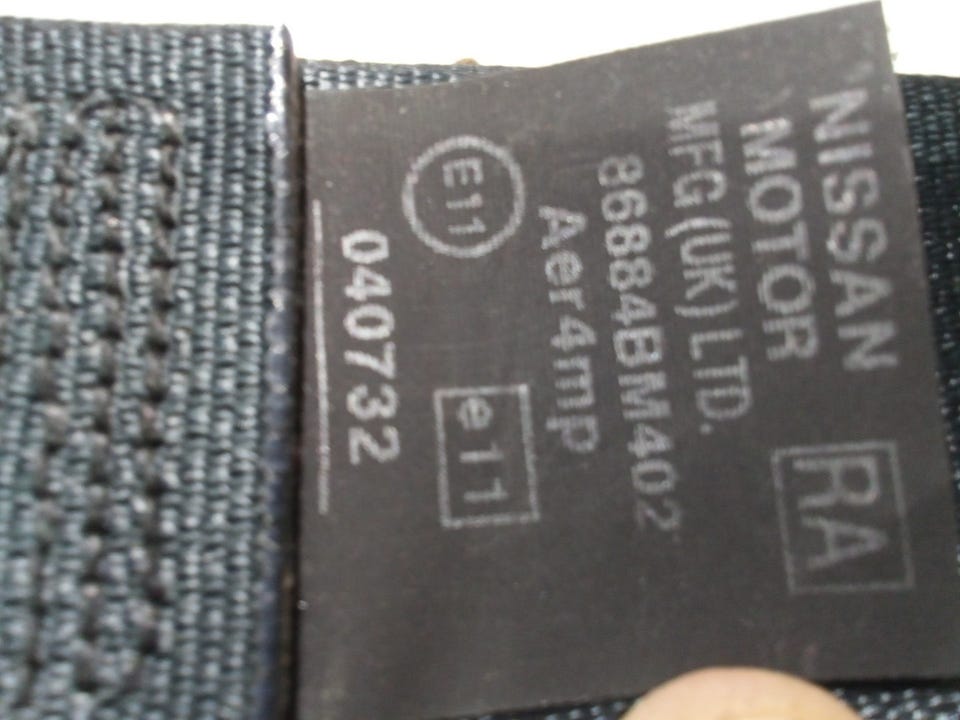 NISSAN
MOTOR
RA
MFG(UK)LTD.
86884BM402
Aer4mp
E11
e11
040732